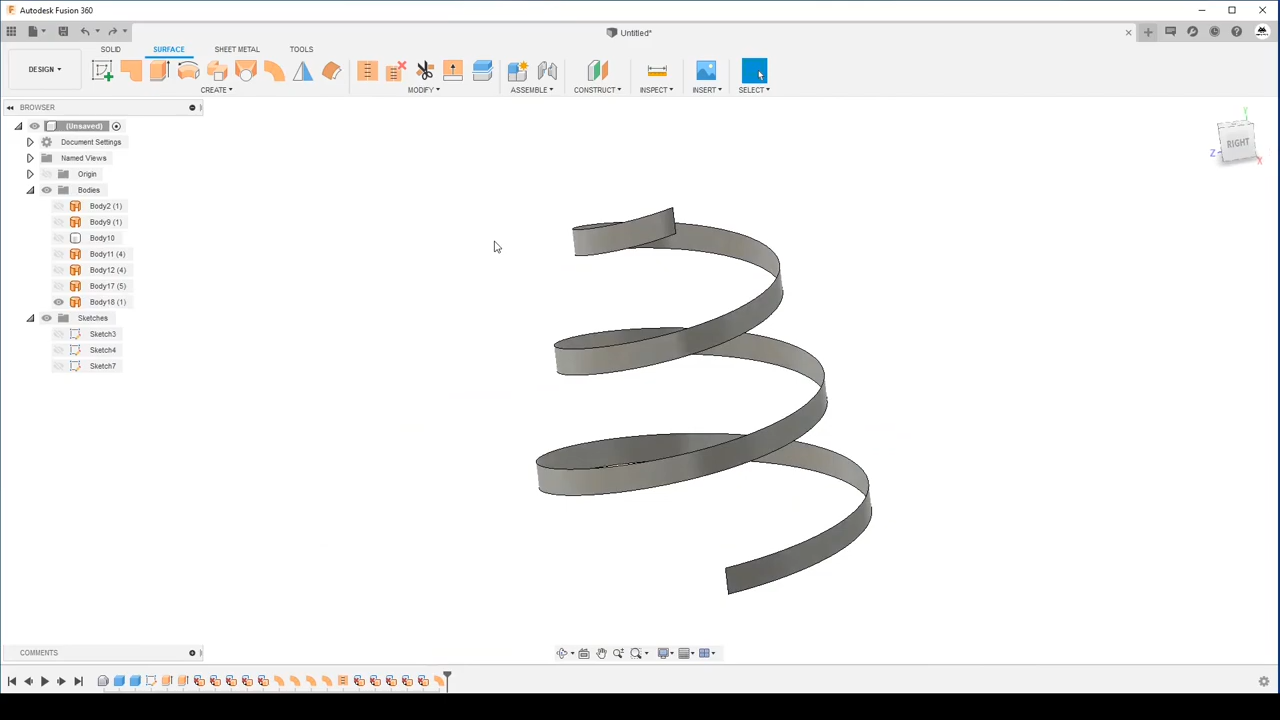 Autodesk Fusion 360
Untitled*
SOLID SURFACE SHEET METAL TOOLS
DESIGN
CREATE MODIFY ASSEMBLE CONSTRUCT INSPECT INSERT SELECT
BROWSER
(Unsaved)
Document Settings
Named Views
Origin
Bodies
Body2 (1)
Body9 (1)
Body10
Body11 (4)
Body12 (4)
Body17 (5)
Body18 (1)
Sketches
Sketch3
Sketch4
Sketch7
Y
RIGHT
Z
X
COMMENTS